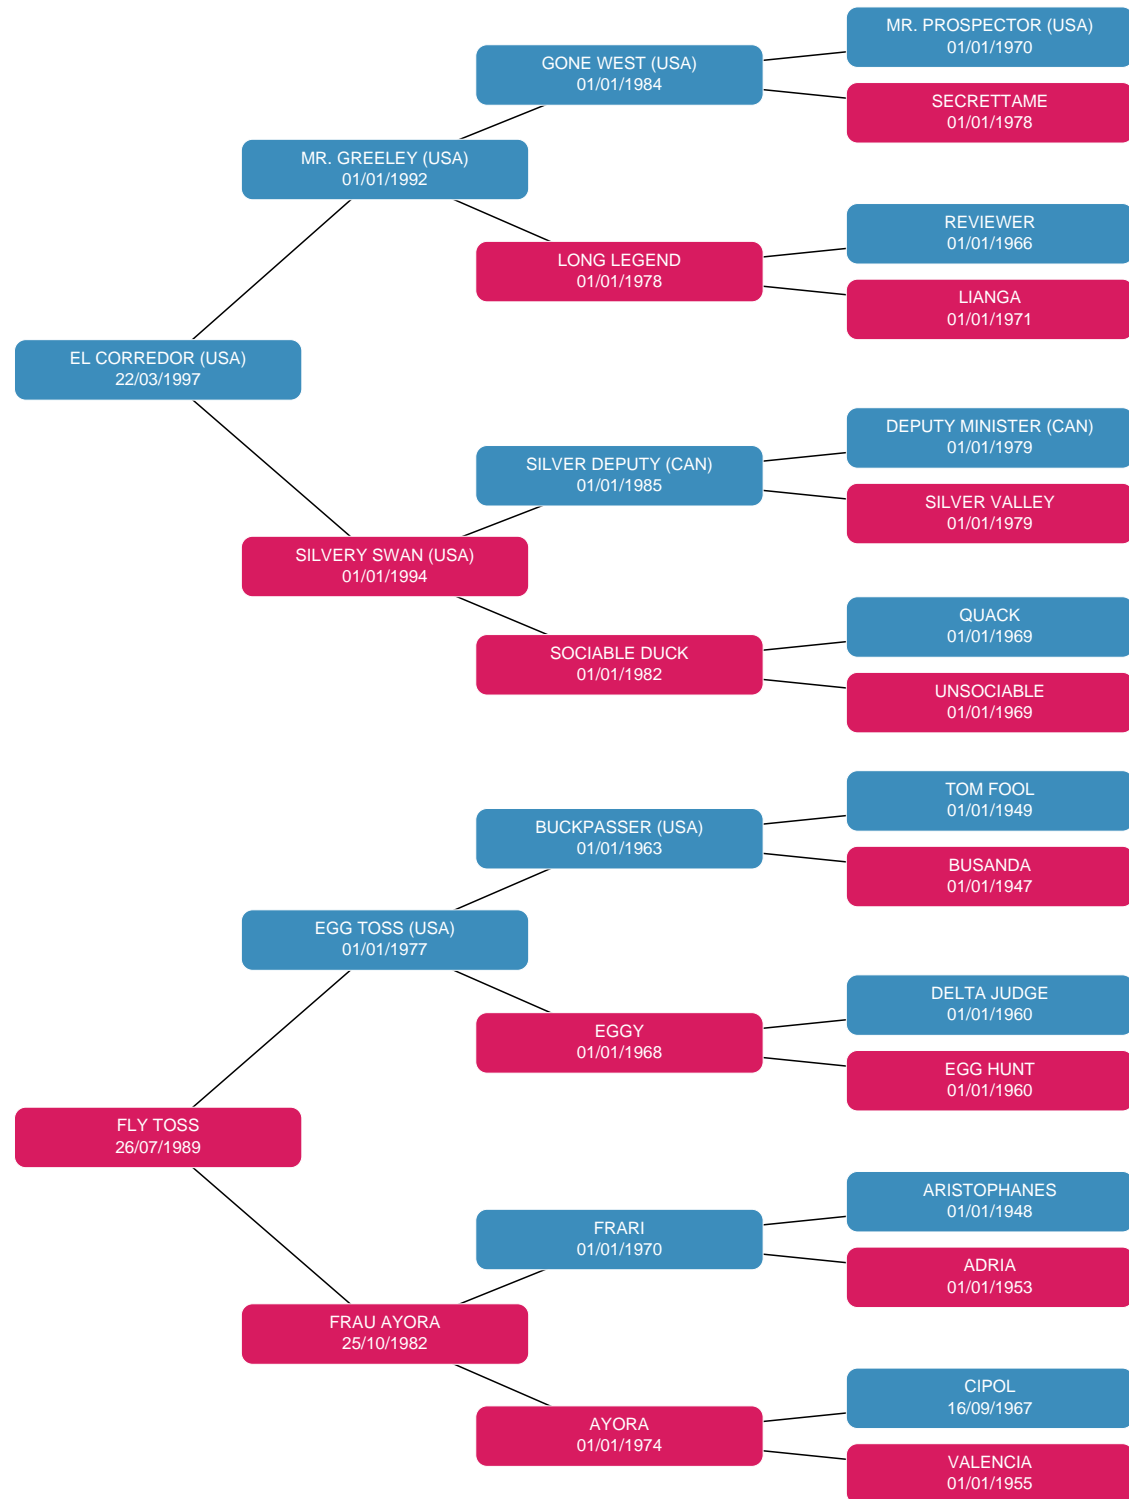 MR. PROSPECTOR (USA)
01/01/1970
GONE WEST (USA)
01/01/1984
SECRETTAME
01/01/1978
MR. GREELEY (USA)
01/01/1992
REVIEWER
01/01/1966
LONG LEGEND
01/01/1978
LIANGA
01/01/1971
EL CORREDOR (USA)
22/03/1997
DEPUTY MINISTER (CAN)
01/01/1979
SILVER DEPUTY (CAN)
01/01/1985
SILVER VALLEY
01/01/1979
SILVERY SWAN (USA)
01/01/1994
QUACK
01/01/1969
SOCIABLE DUCK
01/01/1982
UNSOCIABLE
01/01/1969
TOM FOOL
01/01/1949
BUCKPASSER (USA)
01/01/1963
BUSANDA
01/01/1947
EGG TOSS (USA)
01/01/1977
DELTA JUDGE
01/01/1960
EGGY
01/01/1968
EGG HUNT
01/01/1960
FLY TOSS
26/07/1989
ARISTOPHANES
01/01/1948
FRARI
01/01/1970
ADRIA
01/01/1953
FRAU AYORA
25/10/1982
CIPOL
16/09/1967
AYORA
01/01/1974
VALENCIA
01/01/1955